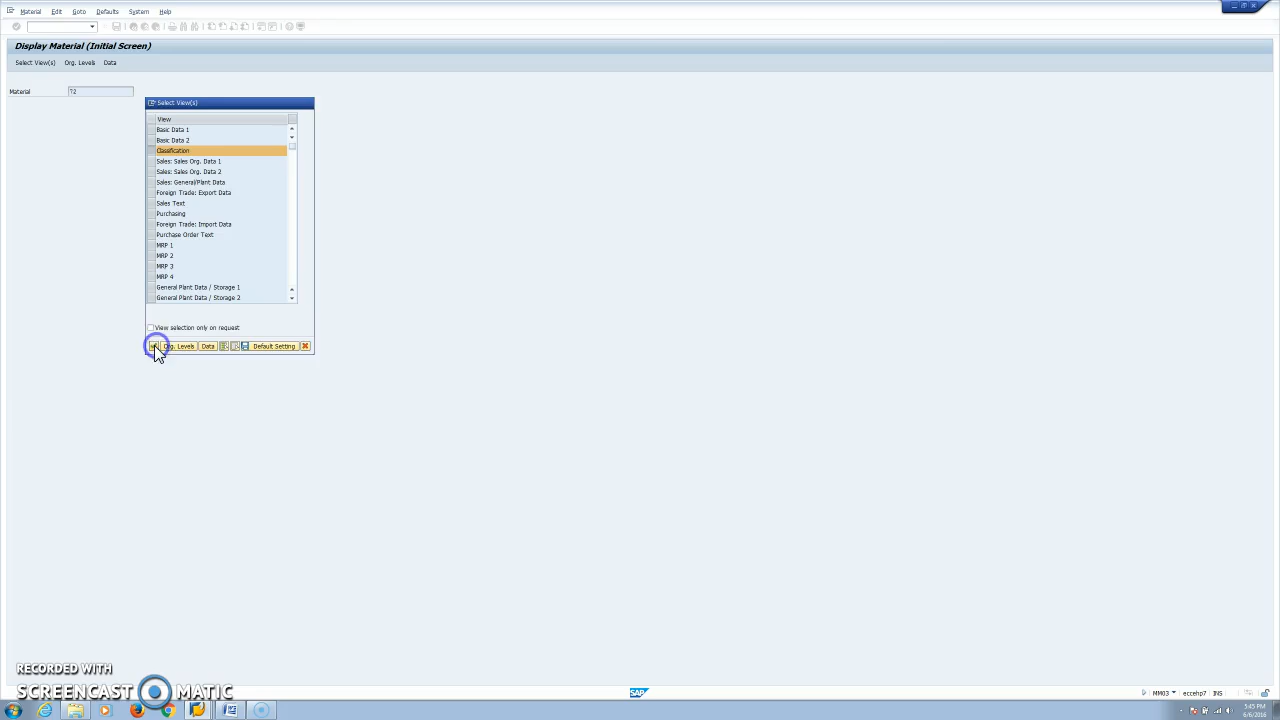 Material Edit Goto Defaults System Help
Display Material (Initial Screen)
Select View(s) Org. Levels Data
Material 72
Select View(s)
View
Basic Data 1
Basic Data 2
Classification
Sales: Sales Org. Data 1
Sales: Sales Org. Data 2
Sales: General/Plant Data
Foreign Trade: Export Data
Sales Text
Purchasing
Foreign Trade: Import Data
Purchase Order Text
MRP 1
MRP 2
MRP 3
MRP 4
General Plant Data / Storage 1
General Plant Data / Storage 2
View selection only on request
Org. Levels Data Default Setting
RECORDED WITH
SCREENCAST MATIC
SAP
MM03 eccehp7 INS
5:45 PM
6/6/2016